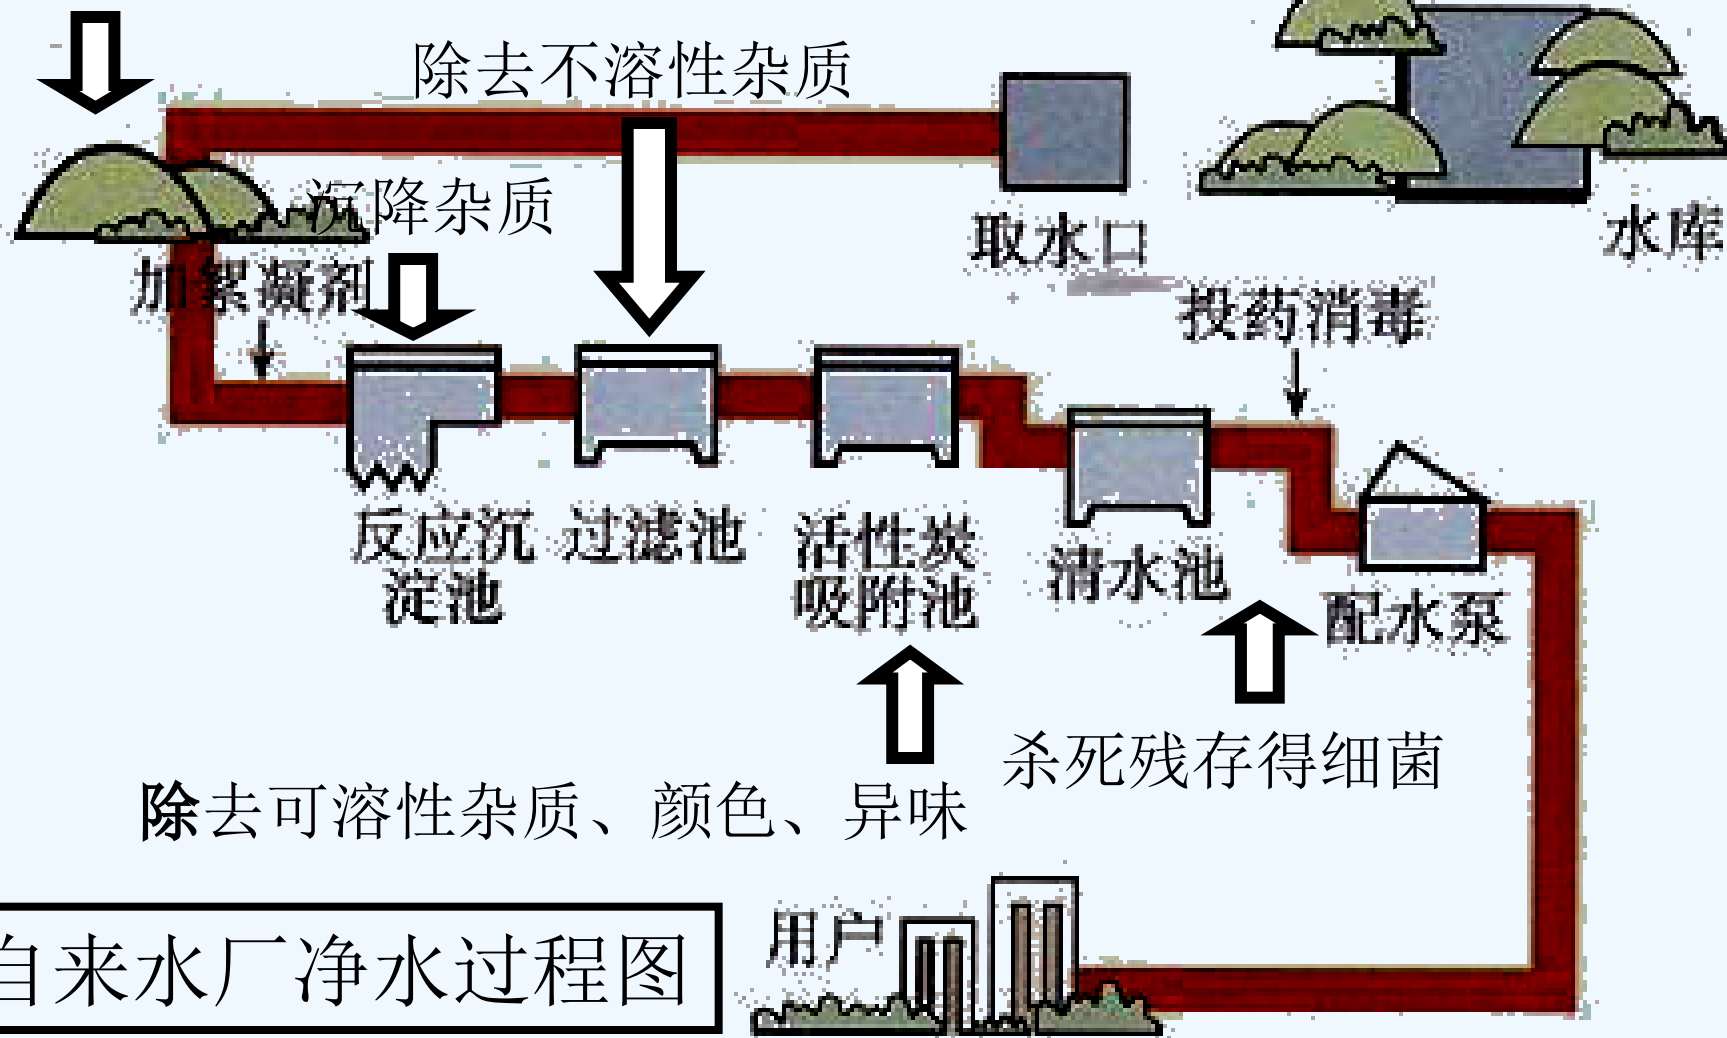 除去不溶性杂质
沉降杂质
取水口
水库
加絮凝剂
投药消毒
反应沉
淀池
过滤池
活性炭
吸附池
清水池
配水泵
杀死残存得细菌
除去可溶性杂质、颜色、异味
用户
自来水厂净水过程图